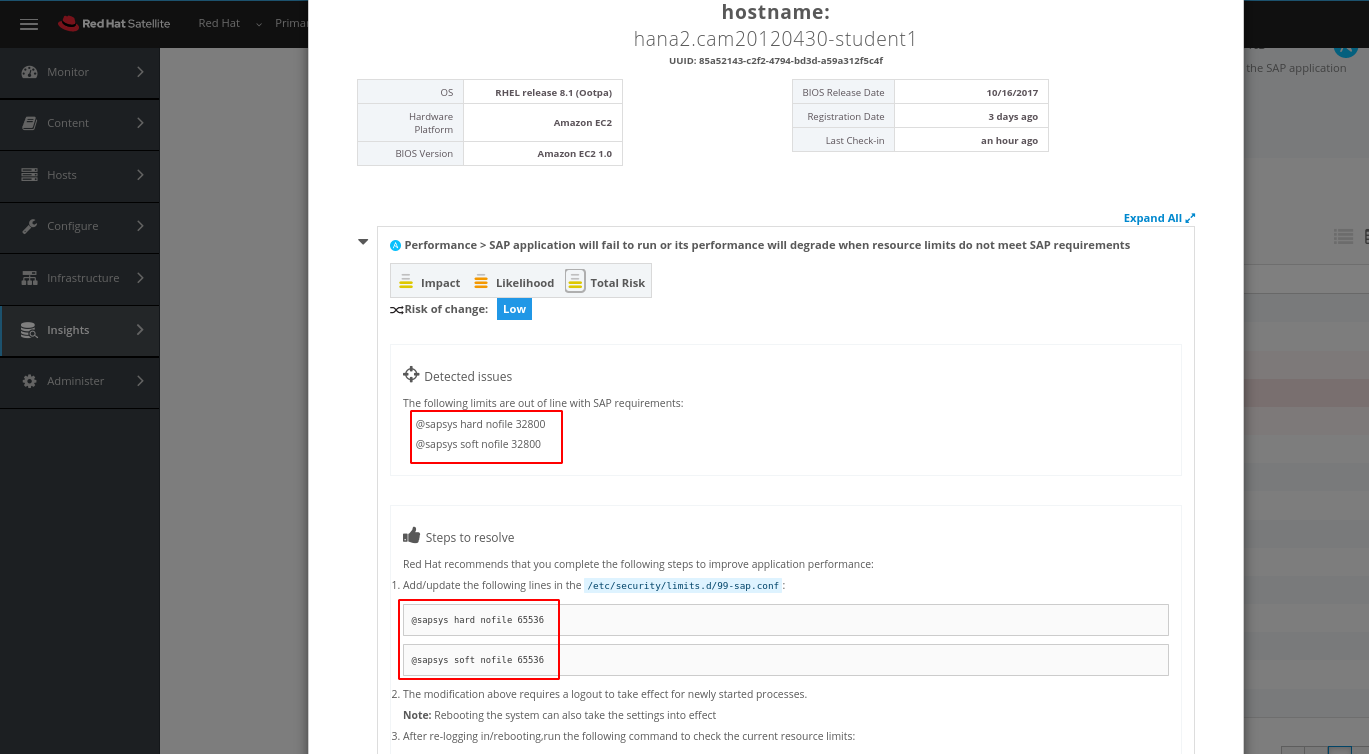 hostname:
Red Hat Satellite
Red Hat
hana2.cam20120430-student1
UUID: 85a52143-c2f2-4794-bd3d-a59a312f5c4f
the SAP application
Monitor
Content
Hosts
Configure
Infrastructure
Insights
Administer
OS RHEL release 8.1 (Ootpa)
Hardware Platform Amazon EC2
BIOS Version Amazon EC2 1.0
BIOS Release Date 10/16/2017
Registration Date 3 days ago
Last Check-in an hour ago
Expand All
Performance > SAP application will fail to run or its performance will degrade when resource limits do not meet SAP requirements
Impact Likelihood Total Risk
Risk of change: Low
Detected issues
The following limits are out of line with SAP requirements:
@sapsys hard nofile 32800
@sapsys soft nofile 32800
Steps to resolve
Red Hat recommends that you complete the following steps to improve application performance:
1. Add/update the following lines in the /etc/security/limits.d/99-sap.conf :
@sapsys hard nofile 65536
@sapsys soft nofile 65536
2. The modification above requires a logout to take effect for newly started processes.
Note: Rebooting the system can also take the settings into effect
3. After re-logging in/rebooting,run the following command to check the current resource limits: